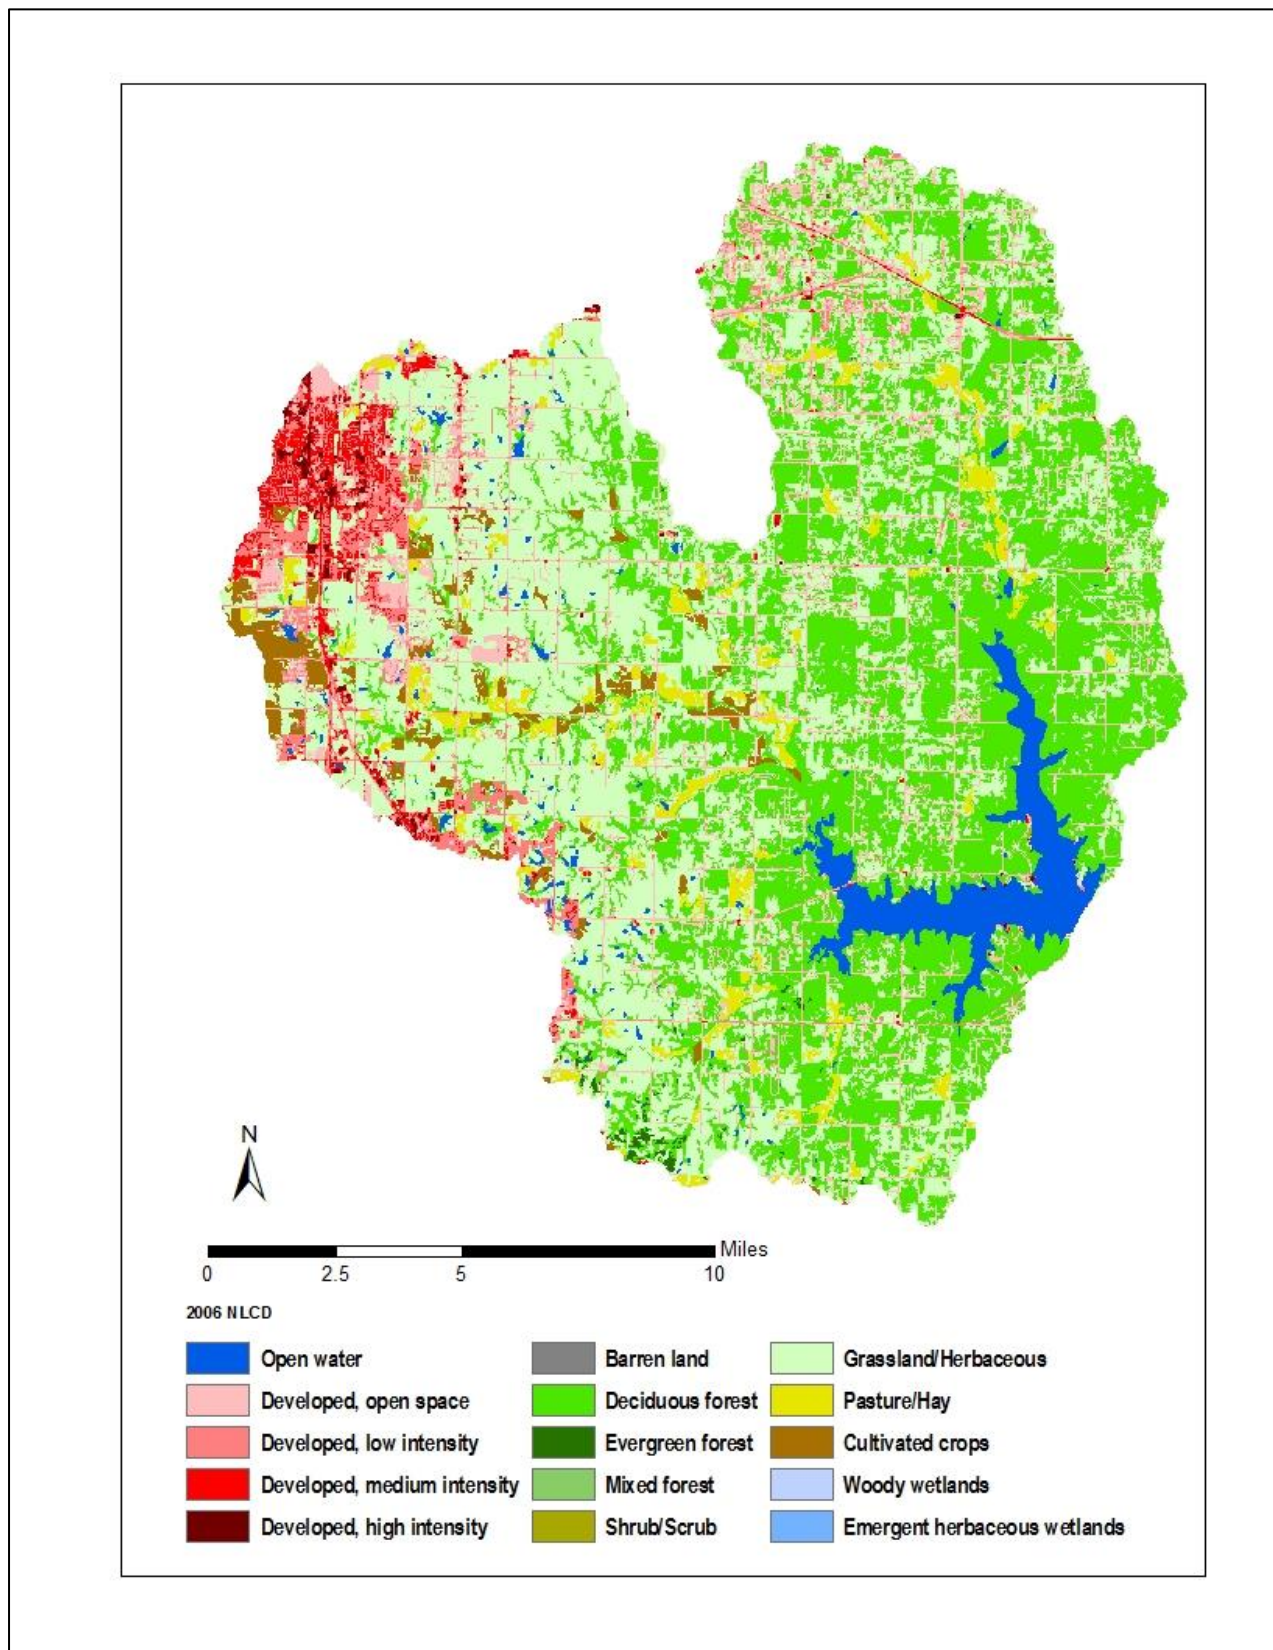 N
Miles
0 2.5 5 10
2006 NLCD
Open water
Developed, open space
Developed, low intensity
Developed, medium intensity
Developed, high intensity
Barren land
Deciduous forest
Evergreen forest
Mixed forest
Shrub/Scrub
Grassland/Herbaceous
Pasture/Hay
Cultivated crops
Woody wetlands
Emergent herbaceous wetlands